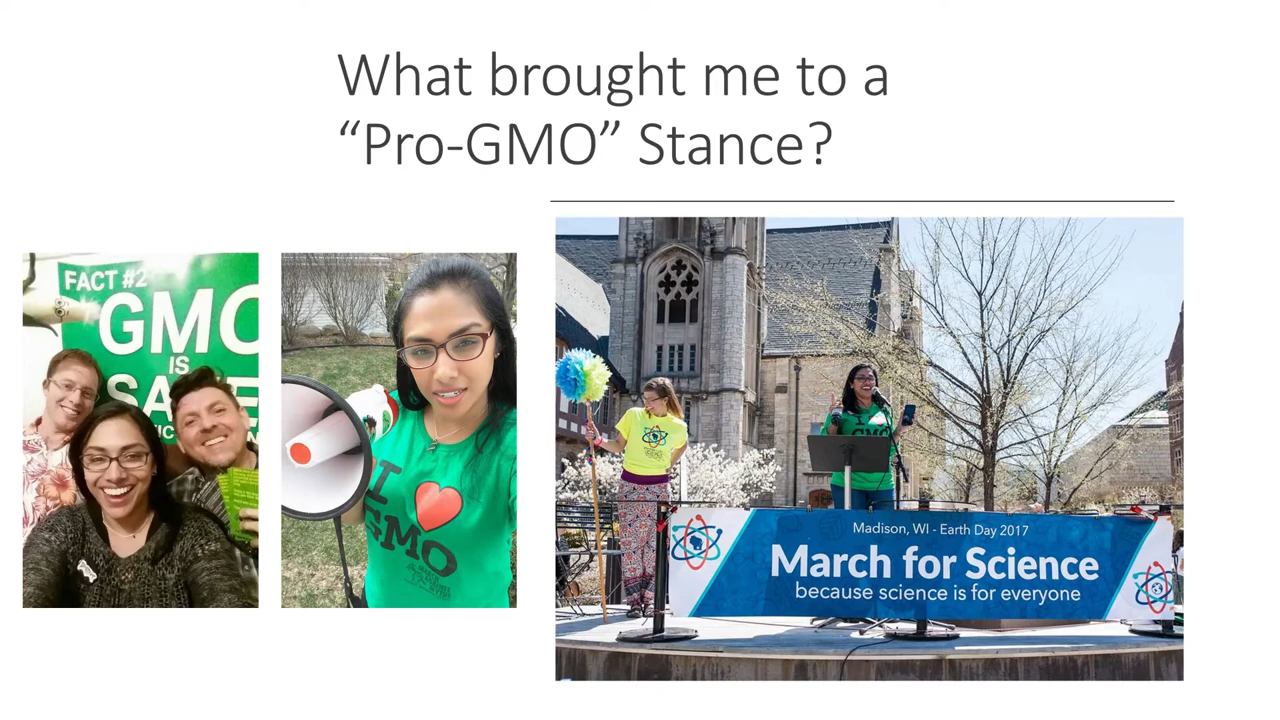 What brought me to a
“Pro-GMO” Stance?
FACT #2
GMO
IS
I
GMO
Madison, WI - Earth Day 2017
March for Science
because science is for everyone